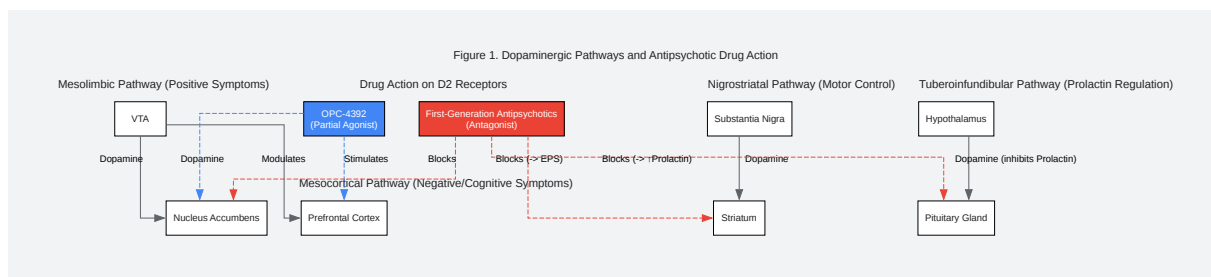 Figure 1. Dopaminergic Pathways and Antipsychotic Drug Action
Mesolimbic Pathway (Positive Symptoms)
Drug Action on D2 Receptors
Nigrostriatal Pathway (Motor Control)
Tuberoinfundibular Pathway (Prolactin Regulation)
VTA
OPC-4392
(Partial Agonist)
First-Generation Antipsychotics
(Antagonist)
Substantia Nigra
Hypothalamus
Dopamine
Dopamine
Modulates
Stimulates
Blocks
Blocks (-> EPS)
Blocks (-> ↑Prolactin)
Dopamine
Dopamine (inhibits Prolactin)
Mesocortical Pathway (Negative/Cognitive Symptoms)
Nucleus Accumbens
Prefrontal Cortex
Striatum
Pituitary Gland